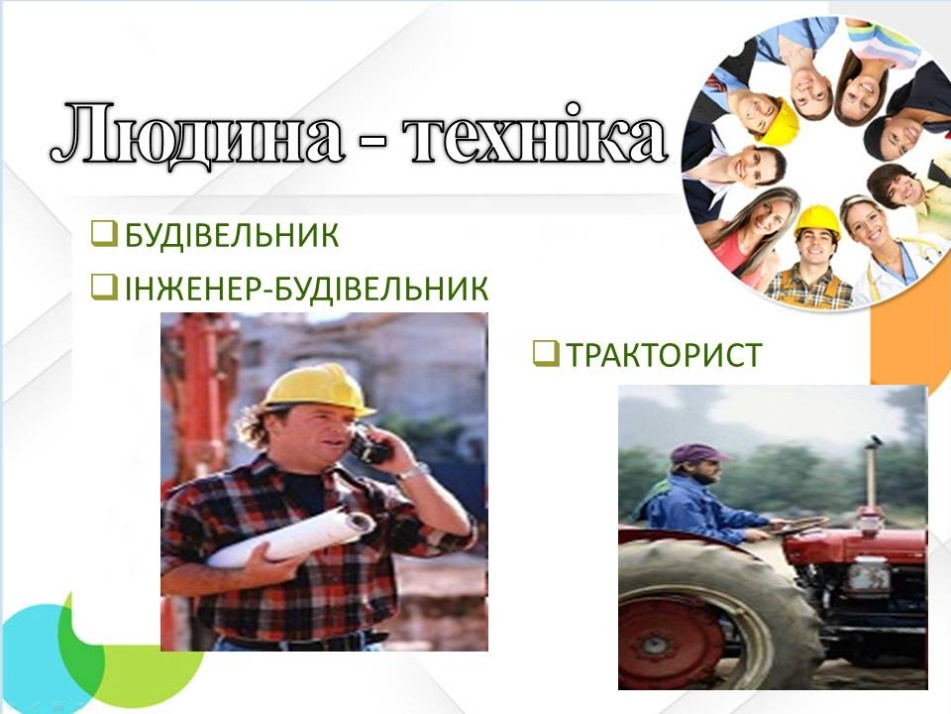 Людина - техніка
БУДІВЕЛЬНИК
ІНЖЕНЕР-БУДІВЕЛЬНИК
ТРАКТОРИСТ